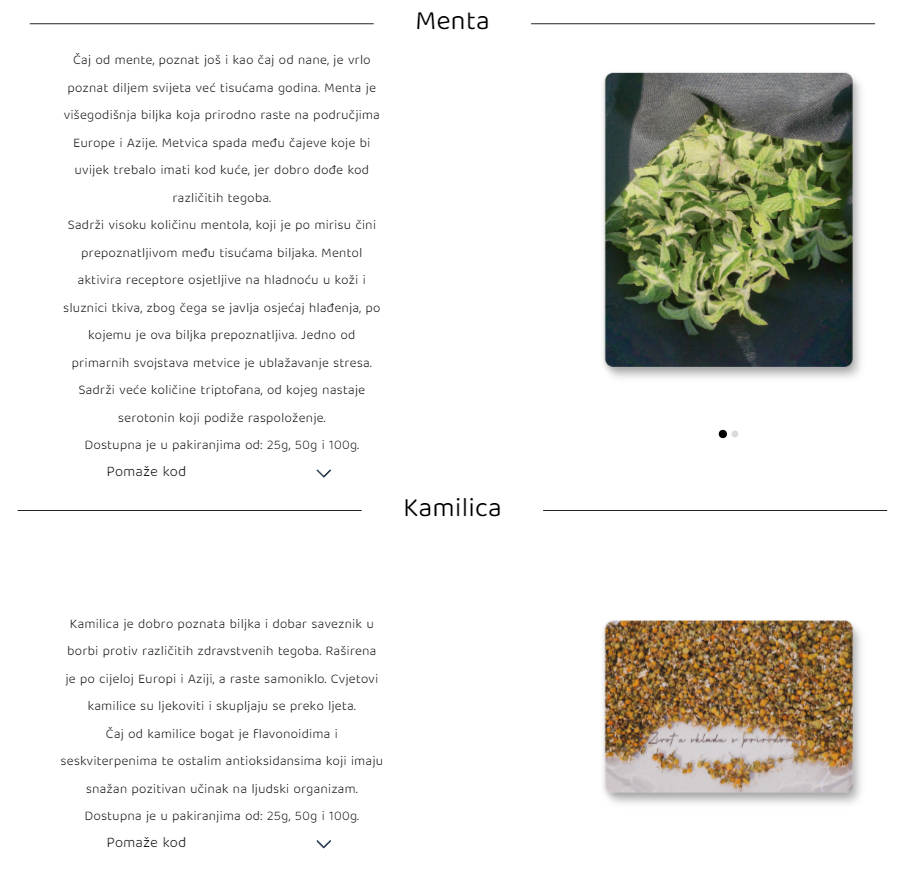 Menta
Čaj od mente, poznat još i kao čaj od nane, je vrlo
poznat diljem svijeta već tisućama godina. Menta je
višegodišnja biljka koja prirodno raste na područjima
Europe i Azije. Metvica spada među čajeve koje bi
uvijek trebalo imati kod kuće, jer dobro dođe kod
različitih tegoba.
Sadrži visoku količinu mentola, koji je po mirisu čini
prepoznatljivom među tisućama biljaka. Mentol
aktivira receptore osjetljive na hladnoću u koži i
sluznici tkiva, zbog čega se javlja osjećaj hlađenja, po
kojemu je ova biljka prepoznatljiva. Jedno od
primarnih svojstava metvice je ublažavanje stresa.
Sadrži veće količine triptofana, od kojeg nastaje
serotonin koji podiže raspoloženje.
Dostupna je u pakiranjima od: 25g, 50g i 100g.
Pomaže kod
Kamilica
Kamilica je dobro poznata biljka i dobar saveznik u
borbi protiv različitih zdravstvenih tegoba. Raširena
je po cijeloj Europi i Aziji, a raste samoniklo. Cvjetovi
kamilice su ljekoviti i skupljaju se preko ljeta.
Čaj od kamilice bogat je flavonoidima i
seskviterpenima te ostalim antioksidansima koji imaju
snažan pozitivan učinak na ljudski organizam.
Dostupna je u pakiranjima od: 25g, 50g i 100g.
Život u skladu s prirodom
Pomaže kod